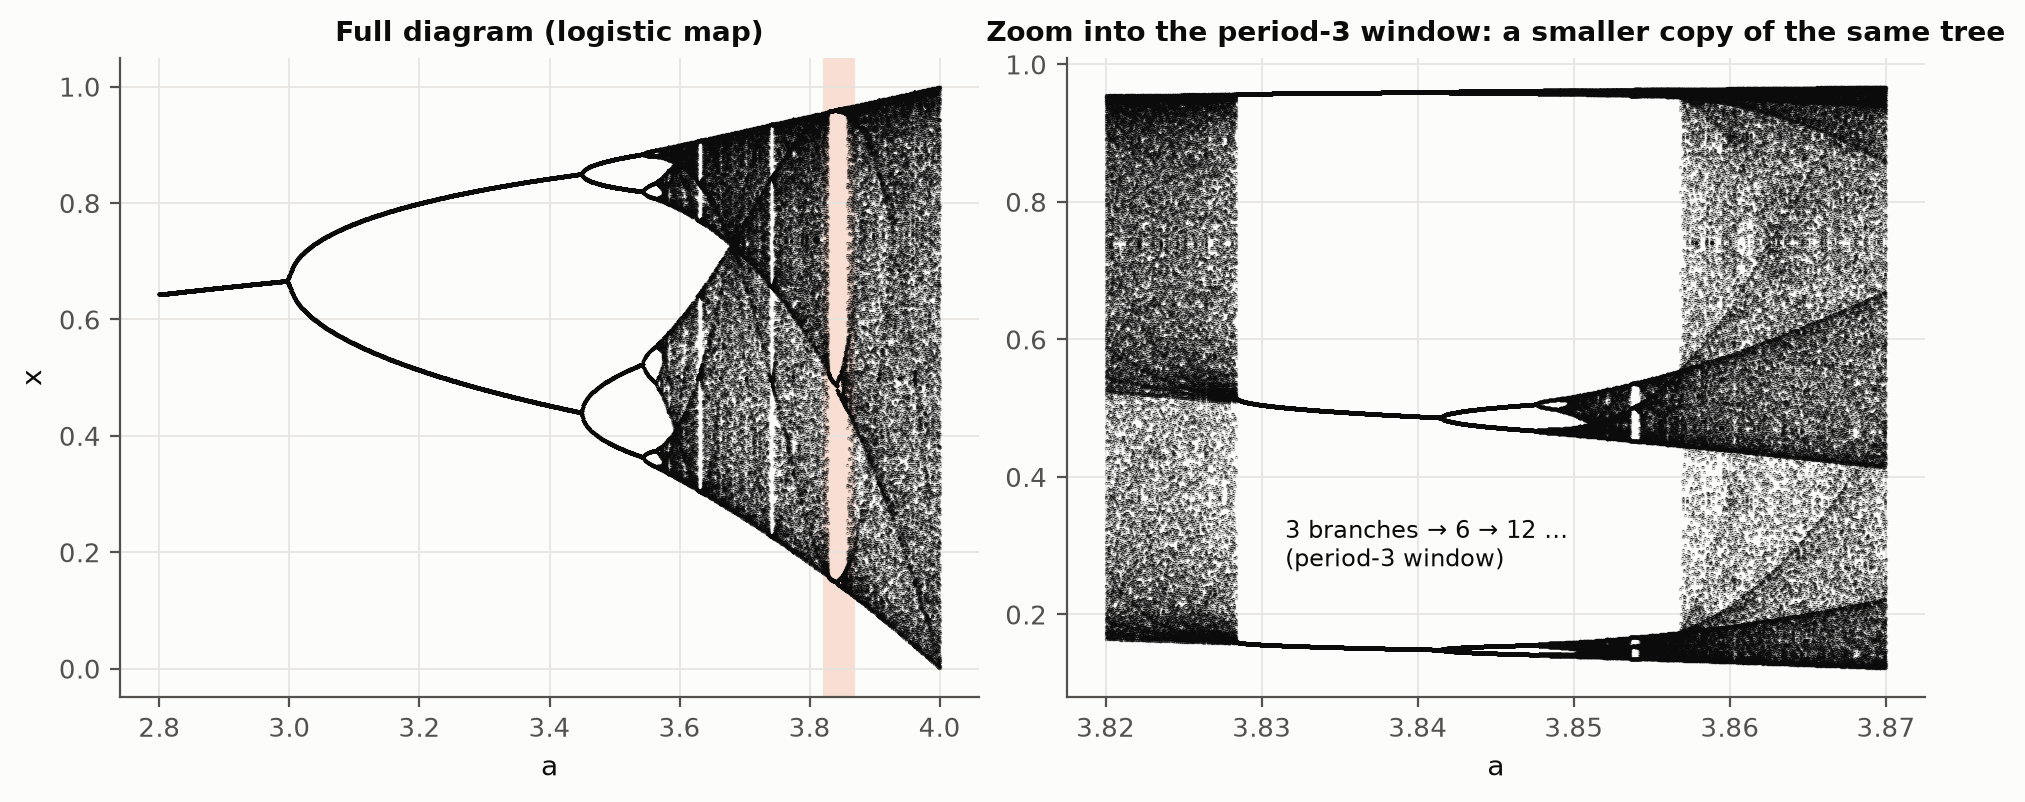 Full diagram (logistic map)
x
1.0
0.8
0.6
0.4
0.2
0.0
2.8 3.0 3.2 3.4 3.6 3.8 4.0
a
Zoom into the period-3 window: a smaller copy of the same tree
1.0
0.8
0.6
0.4
0.2
3 branches → 6 → 12 ...
(period-3 window)
3.82 3.83 3.84 3.85 3.86 3.87
a